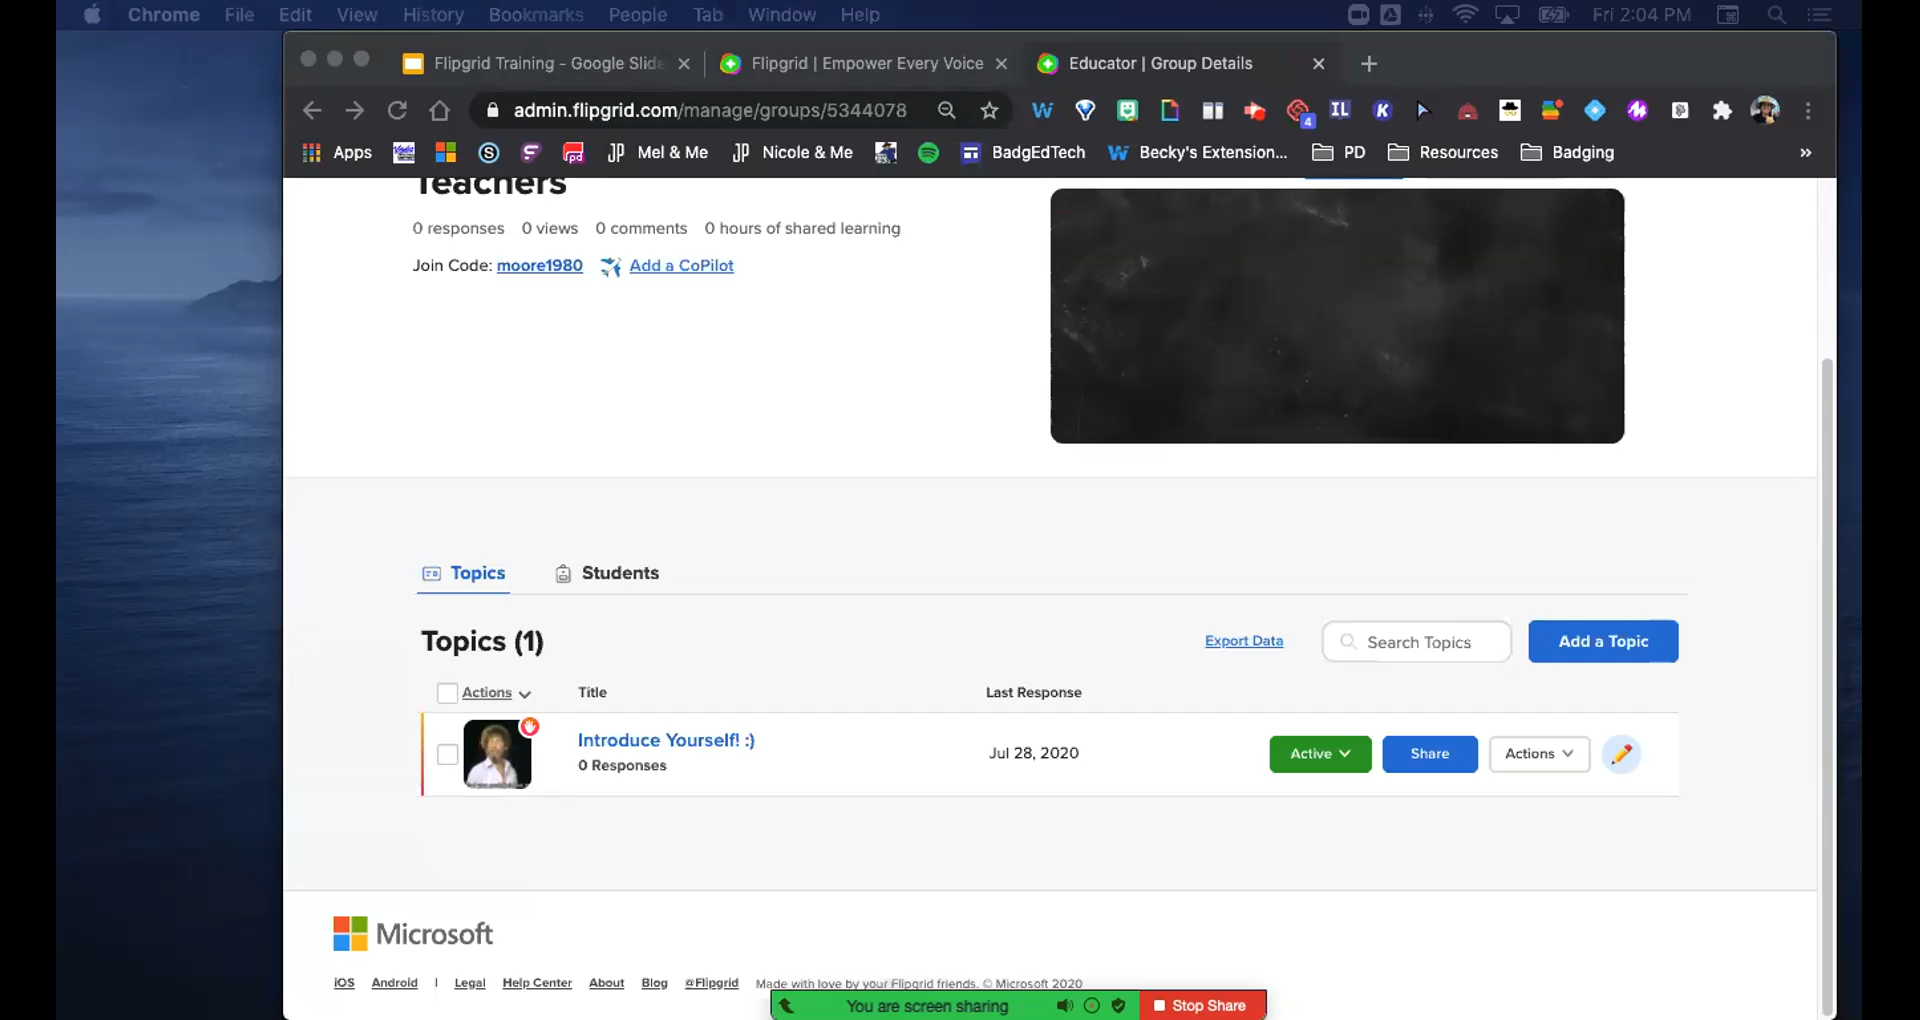 Chrome File Edit View History Bookmarks People Tab Window Help Fri 2:04 PM
Flipgrid Training - Google Slide Flipgrid | Empower Every Voice Educator | Group Details
admin.flipgrid.com/manage/groups/5344078 W 4 IL K
Apps S pd JP Mel & Me JP Nicole & Me BadgEdTech W Becky's Extension... PD Resources Badging »
Teachers
0 responses 0 views 0 comments 0 hours of shared learning
Join Code: moore1980 Add a CoPilot
Topics Students
Topics (1) Export Data Search Topics Add a Topic
Actions Title Last Response
Introduce Yourself! :) Jul 28, 2020 Active Share Actions
0 Responses
Microsoft
iOS Android | Legal Help Center About Blog @Flipgrid Made with love by your Flipgrid friends. © Microsoft 2020
You are screen sharing Stop Share